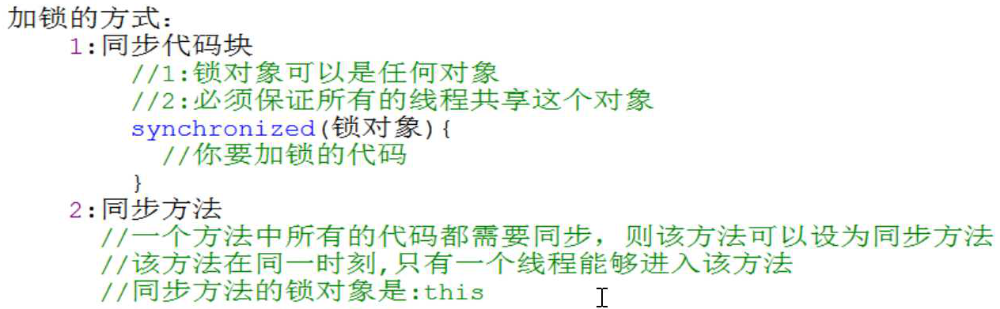 加锁的方式:
1:同步代码块
//1:锁对象可以是任何对象
//2:必须保证所有的线程共享这个对象
synchronized(锁对象){
//你要加锁的代码
}
2:同步方法
//一个方法中所有的代码都需要同步，则该方法可以设为同步方法
//该方法在同一时刻,只有一个线程能够进入该方法
//同步方法的锁对象是:this